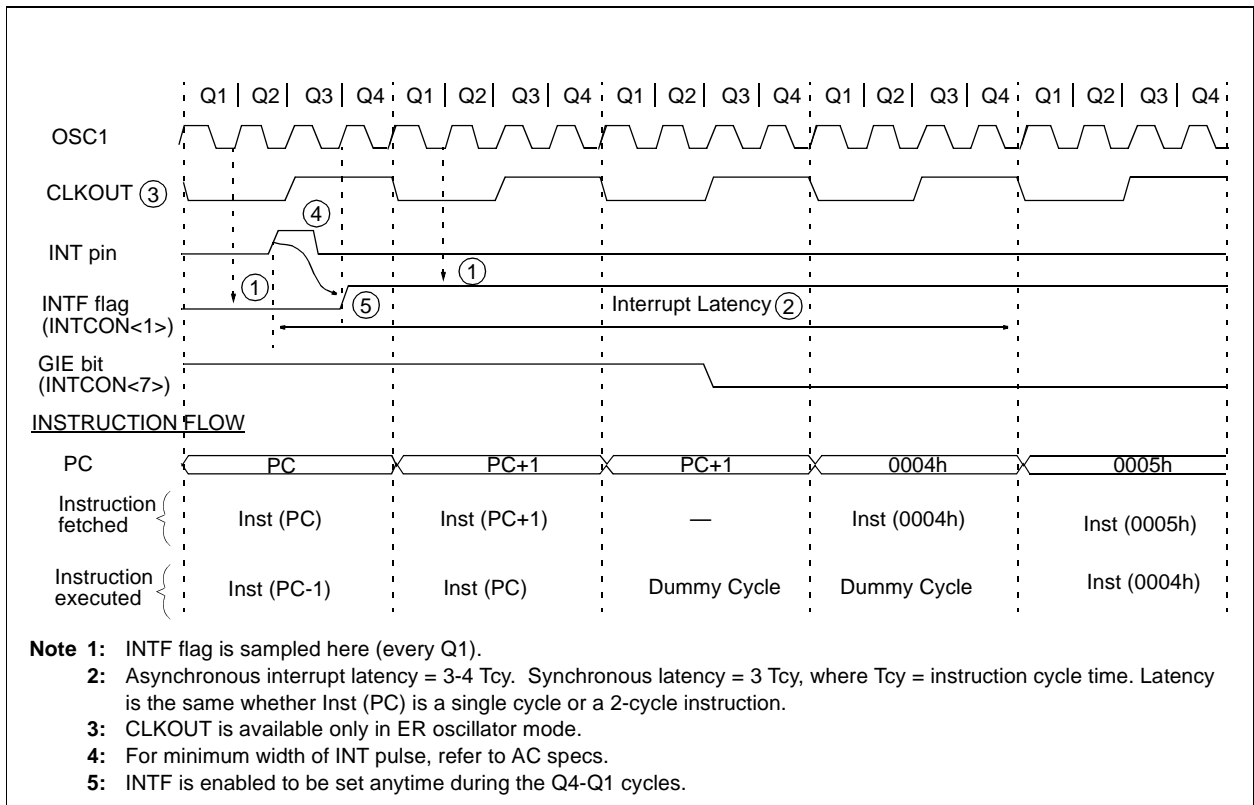 Q1 Q2 Q3 Q4 Q1 Q2 Q3 Q4 Q1 Q2 Q3 Q4 Q1 Q2 Q3 Q4 Q1 Q2 Q3 Q4
OSC1
CLKOUT 3
4
INT pin
1
1
INTF flag
(INTCON<1>)
5
Interrupt Latency 2
GIE bit
(INTCON<7>)
INSTRUCTION FLOW
PC PC PC+1 PC+1 0004h 0005h
Instruction
fetched
Inst (PC) Inst (PC+1) — Inst (0004h) Inst (0005h)
Instruction
executed
Inst (PC-1) Inst (PC) Dummy Cycle Dummy Cycle Inst (0004h)
Note 1: INTF flag is sampled here (every Q1).
2: Asynchronous interrupt latency = 3-4 Tcy. Synchronous latency = 3 Tcy, where Tcy = instruction cycle time. Latency
is the same whether Inst (PC) is a single cycle or a 2-cycle instruction.
3: CLKOUT is available only in ER oscillator mode.
4: For minimum width of INT pulse, refer to AC specs.
5: INTF is enabled to be set anytime during the Q4-Q1 cycles.